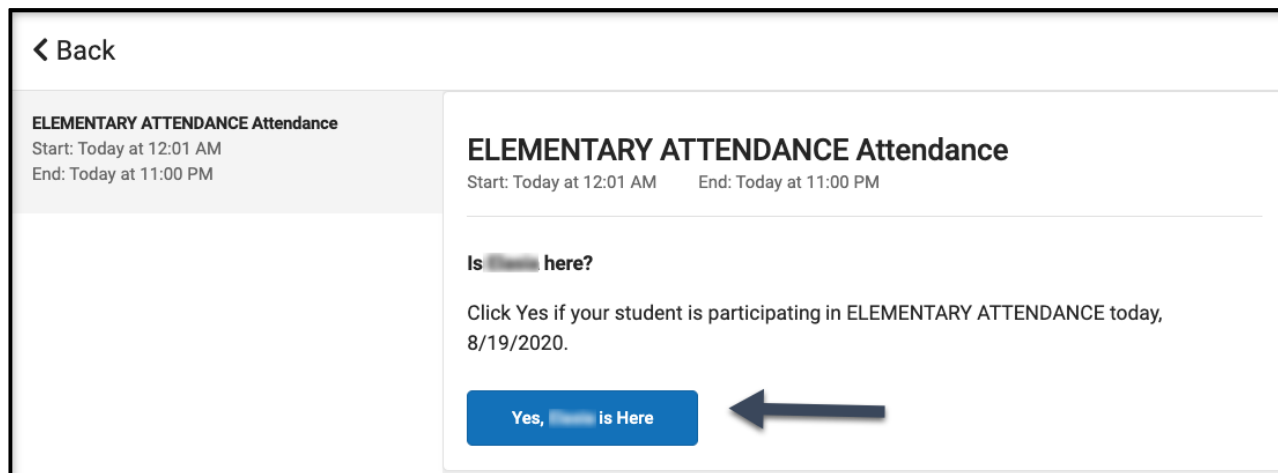 Back
ELEMENTARY ATTENDANCE Attendance
Start: Today at 12:01 AM
End: Today at 11:00 PM
ELEMENTARY ATTENDANCE Attendance
Start: Today at 12:01 AM End: Today at 11:00 PM
Is here?
Click Yes if your student is participating in ELEMENTARY ATTENDANCE today,
8/19/2020.
Yes, is Here